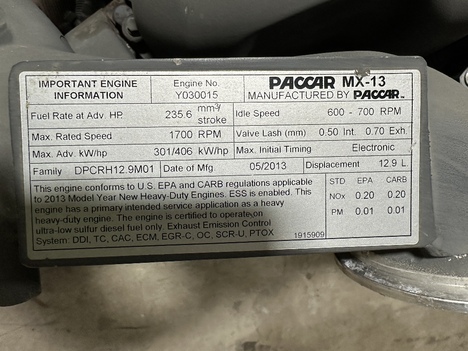 IMPORTANT ENGINE INFORMATION
Engine No. Y030015
PACCAR MX-13
MANUFACTURED BY PACCAR
Fuel Rate at Adv. HP. 235.6 mm³/stroke
Idle Speed 600 - 700 RPM
Max. Rated Speed 1700 RPM
Valve Lash (mm) 0.50 Int. 0.70 Exh.
Max. Adv. kW/hp 301/406 kW/hp
Max. Initial Timing Electronic
Family DPCRH12.9M01
Date of Mfg. 05/2013
Displacement 12.9 L
This engine conforms to U.S. EPA and CARB regulations applicable
to 2013 Model Year New Heavy-Duty Engines. ESS is enabled. This
engine has a primary intended service application as a heavy
heavy-duty engine. The engine is certified to operate on
ultra-low sulfur diesel fuel only. Exhaust Emission Control
System: DDI, TC, CAC, ECM, EGR-C, OC, SCR-U, PTOX
1915909
STD EPA CARB
NOx 0.20 0.20
PM 0.01 0.01